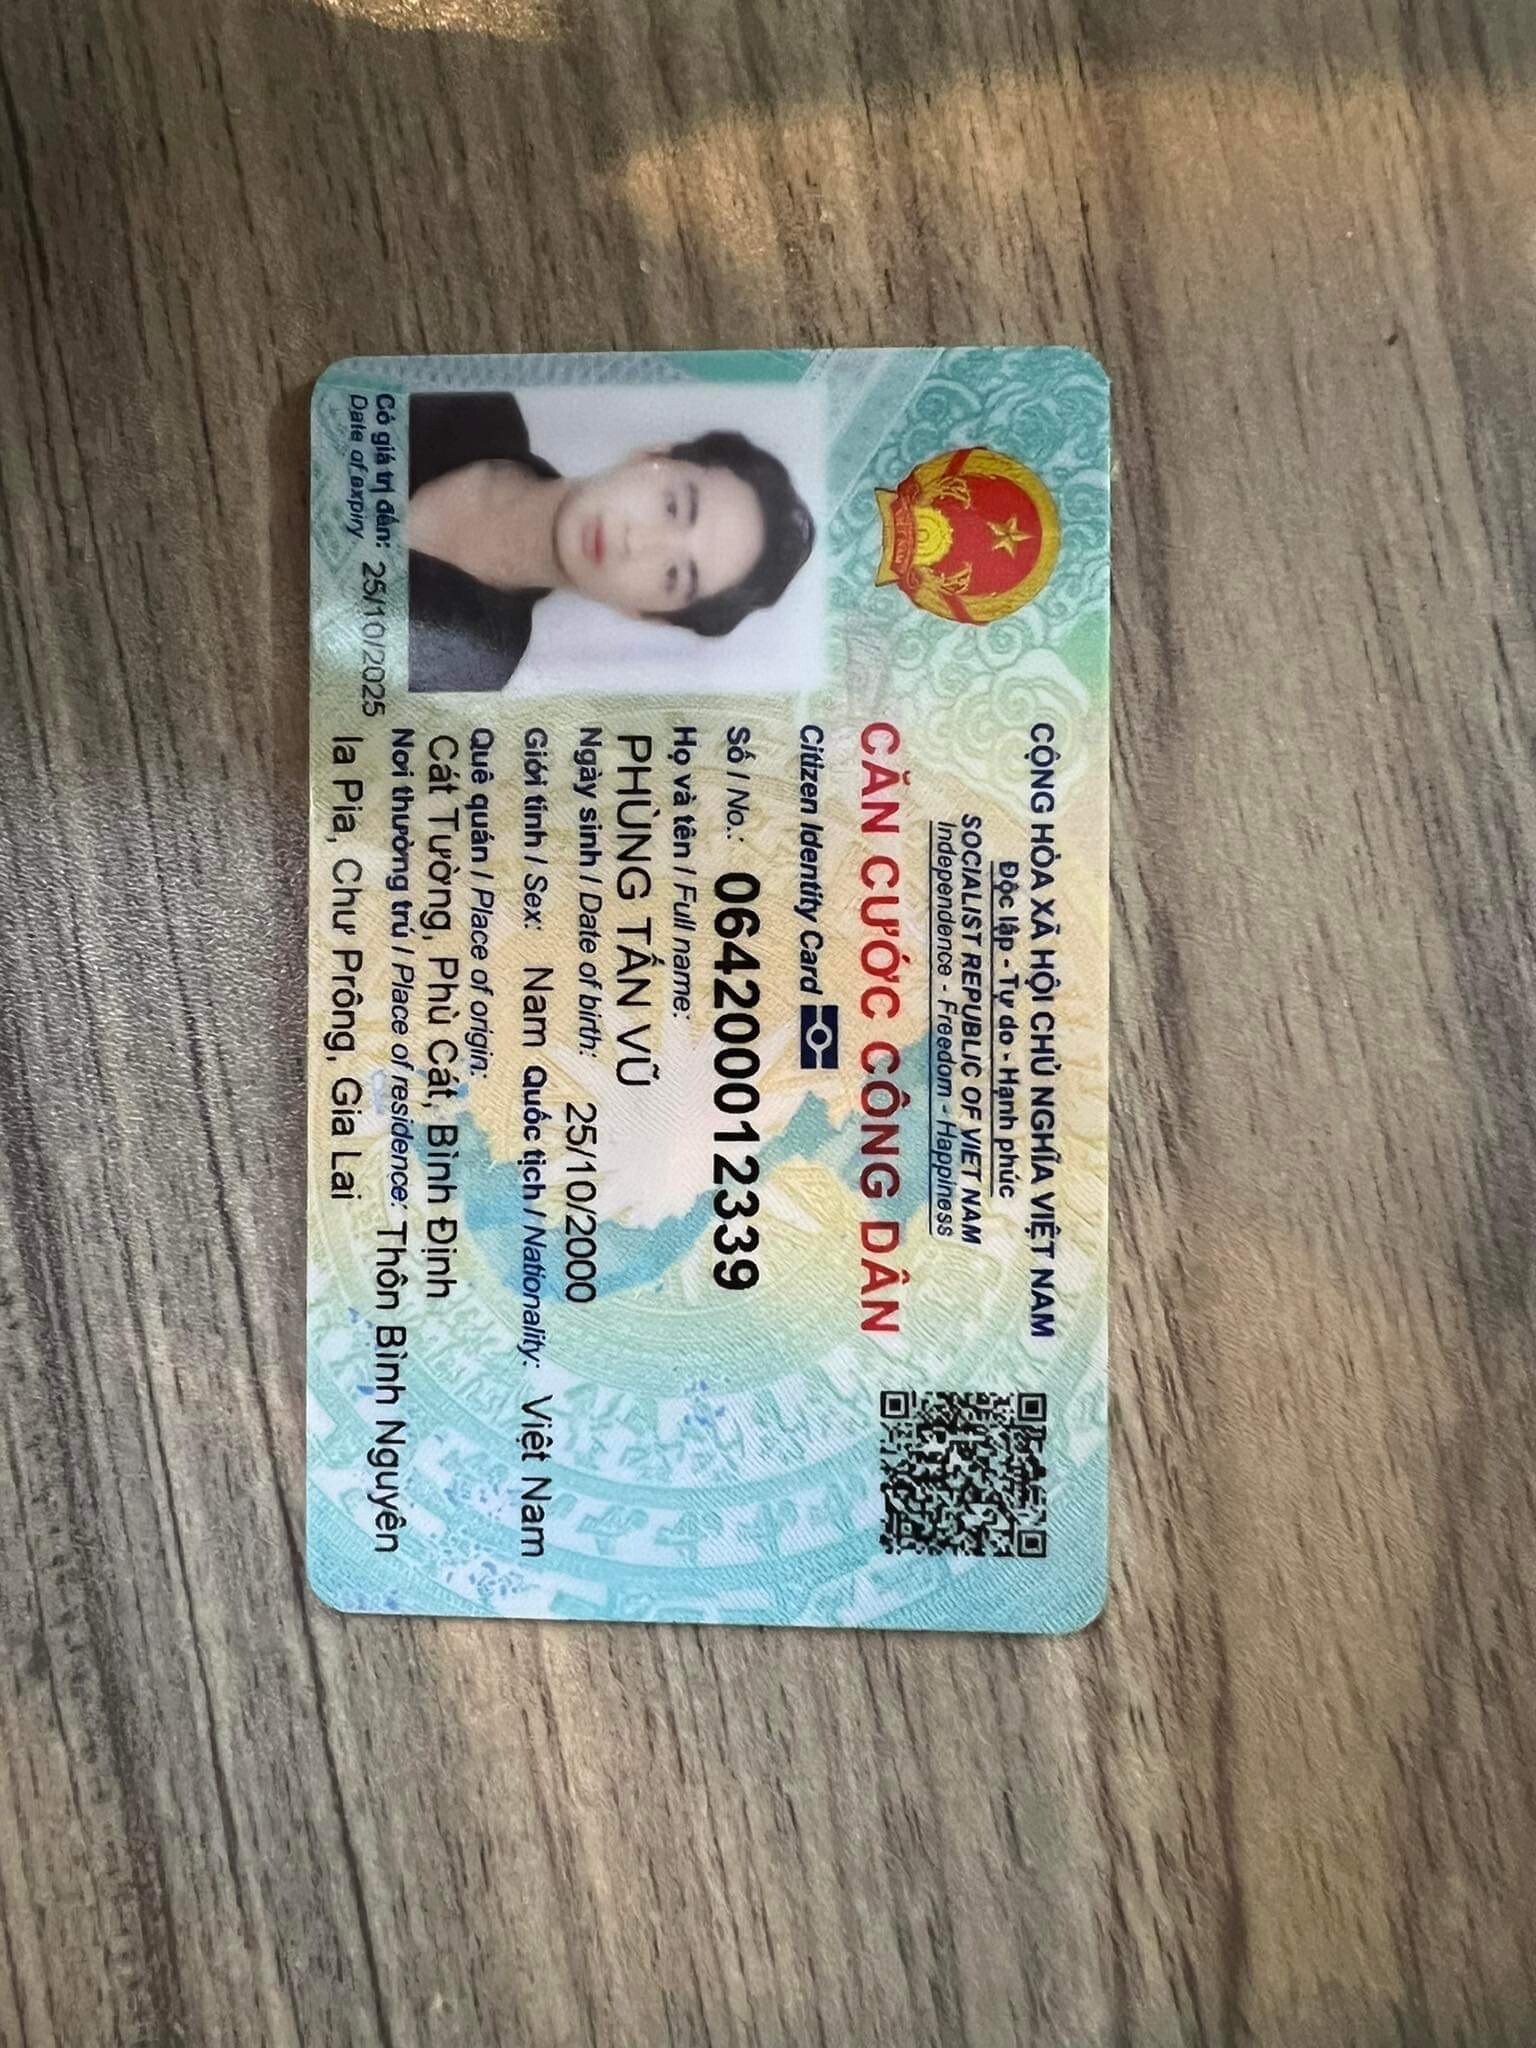 CỘNG HÒA XÃ HỘI CHỦ NGHĨA VIỆT NAM
Độc lập - Tự do - Hạnh phúc
SOCIALIST REPUBLIC OF VIET NAM
Independence - Freedom - Happiness
CĂN CƯỚC CÔNG DÂN
Citizen Identity Card
Số / No.: 064200012339
Họ và tên / Full name:
PHÙNG TẤN VŨ
Ngày sinh / Date of birth: 25/10/2000
Giới tính / Sex: Nam Quốc tịch / Nationality: Việt Nam
Quê quán / Place of origin:
Cát Tường, Phù Cát, Bình Định
Nơi thường trú / Place of residence: Thôn Bình Nguyên
Ia Pia, Chư Prông, Gia Lai
Có giá trị đến: 25/10/2025
Date of expiry